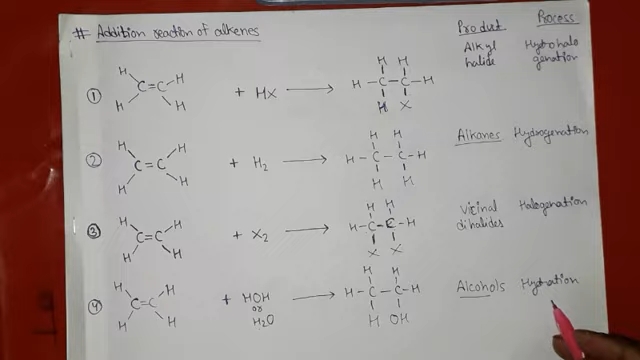 # Addition reaction of alkenes
Product Process
Alkyl halide Hydrohalogenation
① H H C=C H H + HX → H H H-C-C-H H X
② H H C=C H H + H₂ → H H H-C-C-H H H
Alkanes Hydrogenation
③ H H C=C H H + X₂ → H H H-C-C-H X X
Vicinal dihalides Halogenation
④ H H C=C H H + HOH or H₂O → H H H-C-C-H H OH
Alcohols Hydration